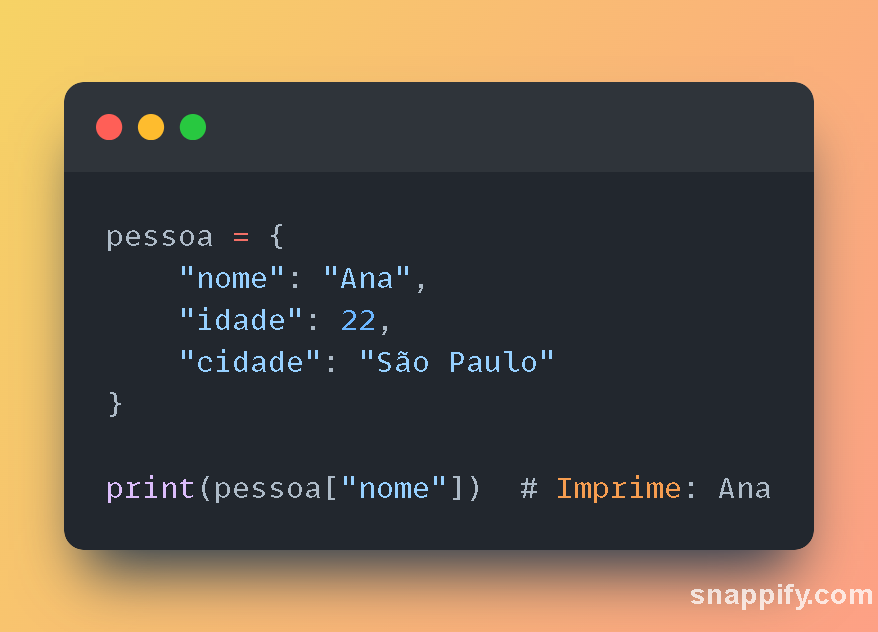 pessoa = {
    "nome": "Ana",
    "idade": 22,
    "cidade": "São Paulo"
}
print(pessoa["nome"])  # Imprime: Ana
snappify.com